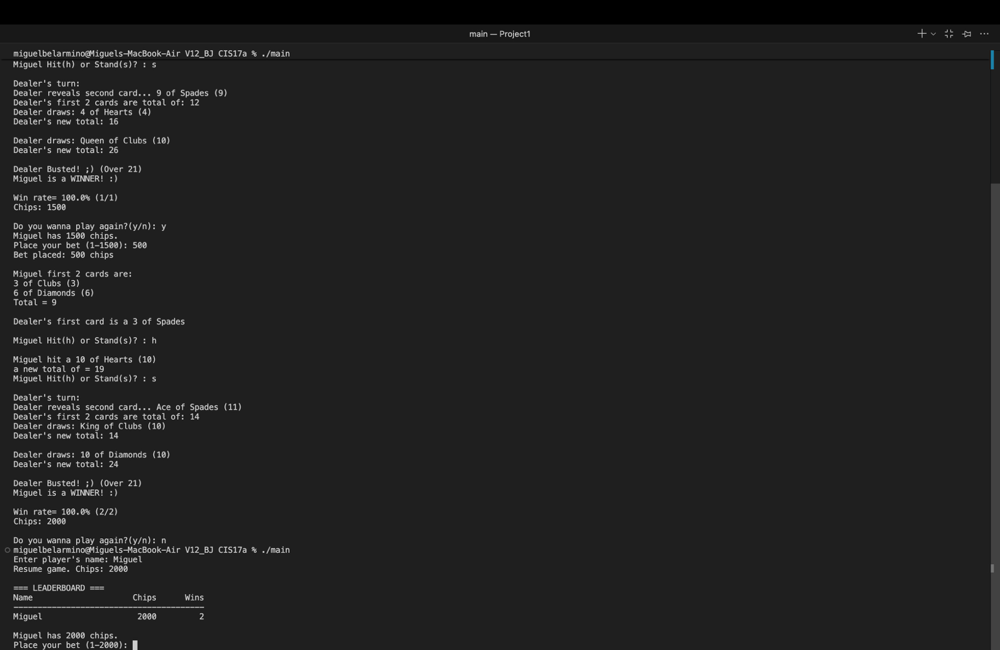 main — Project1
miguelbelarmino@Miguels-MacBook-Air V12_BJ CIS17a % ./main
Miguel Hit(h) or Stand(s)? : s
Dealer's turn:
Dealer reveals second card... 9 of Spades (9)
Dealer's first 2 cards are total of: 12
Dealer draws: 4 of Hearts (4)
Dealer's new total: 16
Dealer draws: Queen of Clubs (10)
Dealer's new total: 26
Dealer Busted! ;) (Over 21)
Miguel is a WINNER! :)
Win rate= 100.0% (1/1)
Chips: 1500
Do you wanna play again?(y/n): y
Miguel has 1500 chips.
Place your bet (1-1500): 500
Bet placed: 500 chips
Miguel first 2 cards are:
3 of Clubs (3)
6 of Diamonds (6)
Total = 9
Dealer's first card is a 3 of Spades
Miguel Hit(h) or Stand(s)? : h
Miguel hit a 10 of Hearts (10)
a new total of = 19
Miguel Hit(h) or Stand(s)? : s
Dealer's turn:
Dealer reveals second card... Ace of Spades (11)
Dealer's first 2 cards are total of: 14
Dealer draws: King of Clubs (10)
Dealer's new total: 14
Dealer draws: 10 of Diamonds (10)
Dealer's new total: 24
Dealer Busted! ;) (Over 21)
Miguel is a WINNER! :)
Win rate= 100.0% (2/2)
Chips: 2000
Do you wanna play again?(y/n): n
miguelbelarmino@Miguels-MacBook-Air V12_BJ CIS17a % ./main
Enter player's name: Miguel
Resume game. Chips: 2000
=== LEADERBOARD ===
Name Chips Wins
----------------------------------------
Miguel 2000 2
Miguel has 2000 chips.
Place your bet (1-2000):